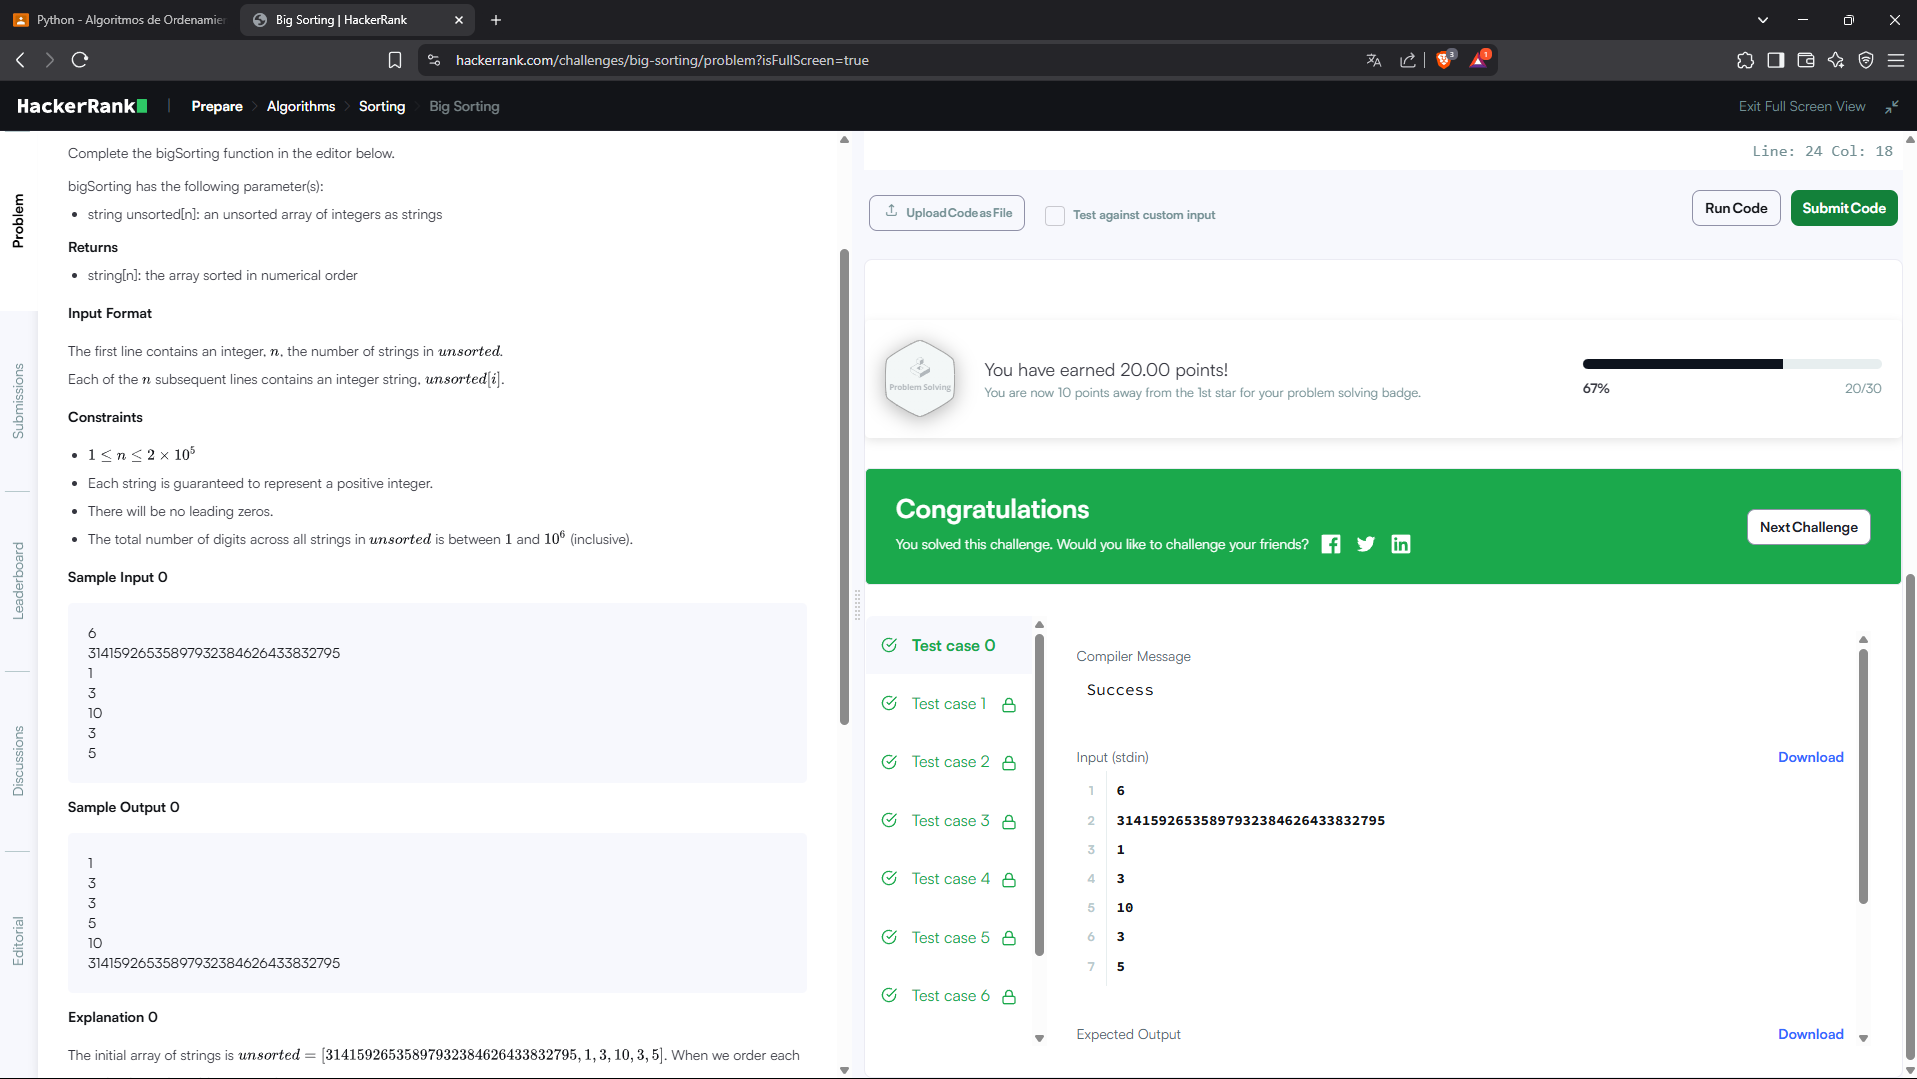 Python - Algoritmos de Ordenamie
Big Sorting | HackerRank
hackerrank.com/challenges/big-sorting/problem?isFullScreen=true
3
1
HackerRank
Prepare
Algorithms
Sorting
Big Sorting
Exit Full Screen View
Problem
Submissions
Leaderboard
Discussions
Editorial
Complete the bigSorting function in the editor below.
bigSorting has the following parameter(s):
• string unsorted[n]: an unsorted array of integers as strings
Returns
• string[n]: the array sorted in numerical order
Input Format
The first line contains an integer, n, the number of strings in unsorted.
Each of the n subsequent lines contains an integer string, unsorted[i].
Constraints
• 1 ≤ n ≤ 2 × 10⁵
• Each string is guaranteed to represent a positive integer.
• There will be no leading zeros.
• The total number of digits across all strings in unsorted is between 1 and 10⁶ (inclusive).
Sample Input 0
6
31415926535897932384626433832795
1
3
10
3
5
Sample Output 0
1
3
3
5
10
31415926535897932384626433832795
Explanation 0
The initial array of strings is unsorted = [31415926535897932384626433832795, 1, 3, 10, 3, 5]. When we order each
Line: 24 Col: 18
Upload Code as File
Test against custom input
Run Code
Submit Code
Problem Solving
You have earned 20.00 points!
You are now 10 points away from the 1st star for your problem solving badge.
67%
20/30
Congratulations
You solved this challenge. Would you like to challenge your friends?
Next Challenge
Test case 0
Test case 1
Test case 2
Test case 3
Test case 4
Test case 5
Test case 6
Compiler Message
Success
Input (stdin)
Download
1 6
2 31415926535897932384626433832795
3 1
4 3
5 10
6 3
7 5
Expected Output
Download